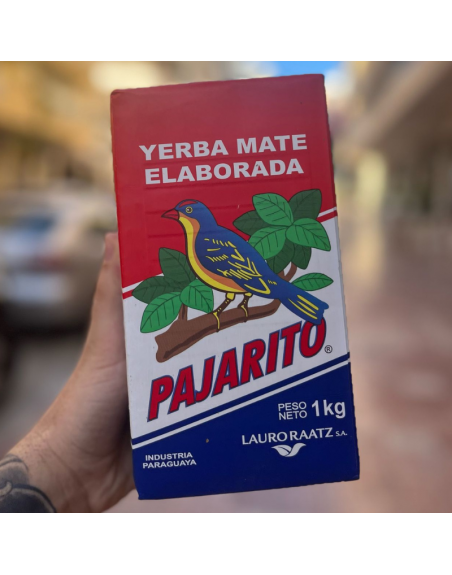 YERBA MATE
ELABORADA
PAJARITO®
PESO
NETO 1kg
LAURO RAATZ S.A.
INDUSTRIA
PARAGUAYA